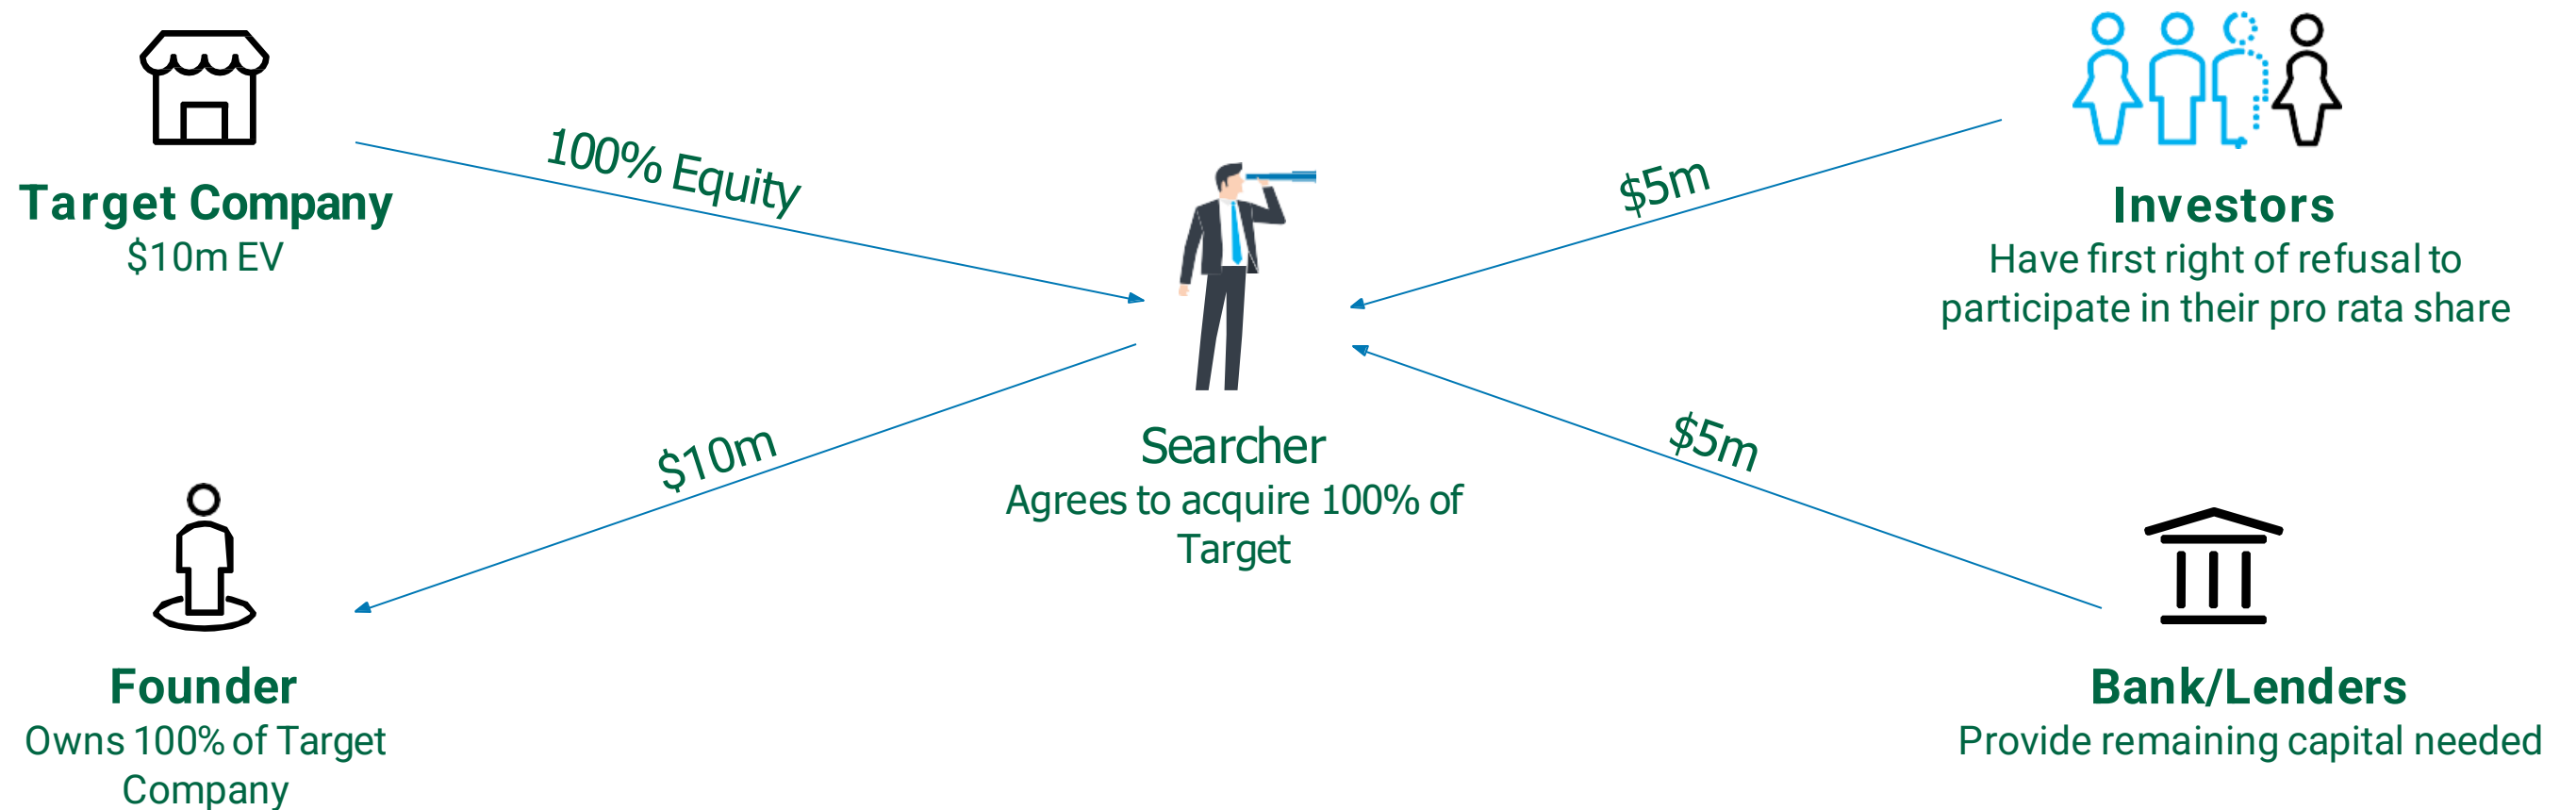 Target Company
$10m EV
100% Equity
$5m
Investors
Have first right of refusal to
participate in their pro rata share
Searcher
Agrees to acquire 100% of
Target
$10m
$5m
Founder
Owns 100% of Target
Company
Bank/Lenders
Provide remaining capital needed